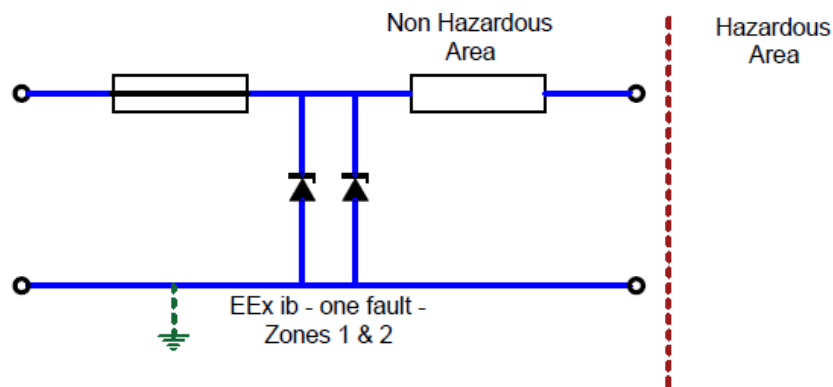 Non Hazardous
Area
Hazardous
Area
EEx ib - one fault -
Zones 1 & 2